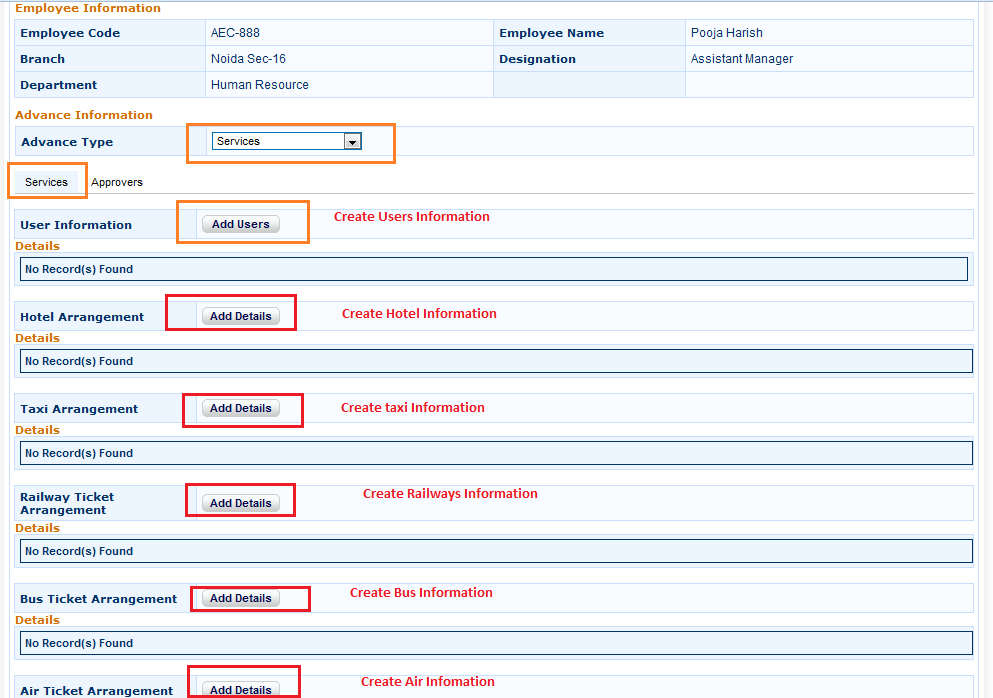 Employee Information
Employee Code AEC-888 Employee Name Pooja Harish
Branch Noida Sec-16 Designation Assistant Manager
Department Human Resource
Advance Information
Advance Type Services
Services Approvers
User Information Add Users Create Users Information
Details
No Record(s) Found
Hotel Arrangement Add Details Create Hotel Information
Details
No Record(s) Found
Taxi Arrangement Add Details Create taxi Information
Details
No Record(s) Found
Railway Ticket
Arrangement Add Details Create Railways Information
Details
No Record(s) Found
Bus Ticket Arrangement Add Details Create Bus Information
Details
No Record(s) Found
Air Ticket Arrangement Add Details Create Air Infomation